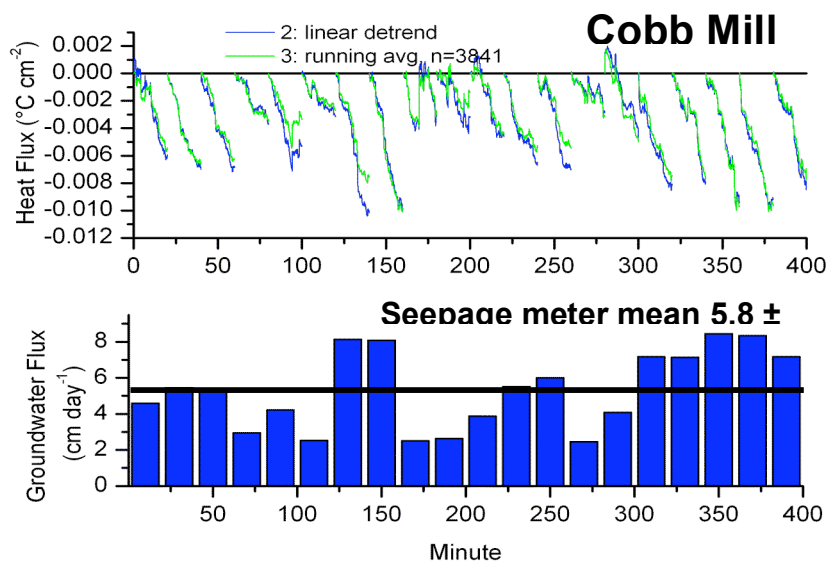 Cobb Mill
2: linear detrend
3: running avg, n=3841
Heat Flux (°C cm-2)
0.002
0.000
-0.002
-0.004
-0.006
-0.008
-0.010
-0.012
0 50 100 150 200 250 300 350 400
Seepage meter mean 5.8 ±
Groundwater Flux
(cm day-1)
8
6
4
2
0
50 100 150 200 250 300 350 400
Minute